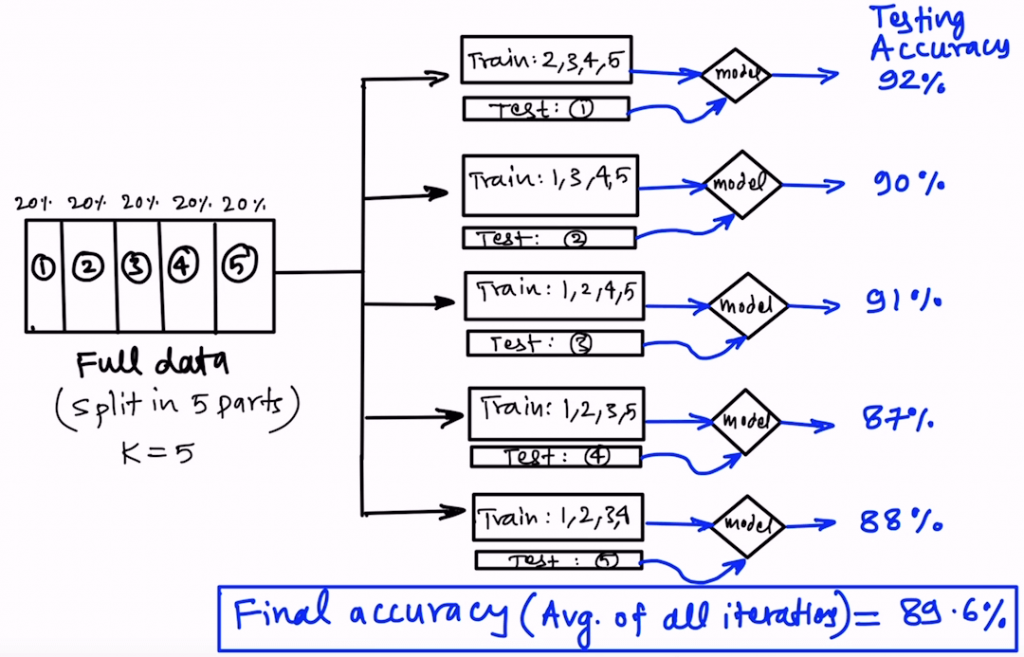 Testing
Accuracy
Train: 2,3,4,5
model
92%
Test: ①
Train: 1,3,4,5
model
90%
Test: ②
20% 20% 20% 20% 20%
① ② ③ ④ ⑤
Train: 1,2,4,5
model
91%
Test: ③
Full data
(split in 5 parts)
K=5
Train: 1,2,3,5
model
87%
Test: ④
Train: 1,2,3,4
model
88%
Test: ⑤
Final accuracy (Avg. of all iterations) = 89.6%